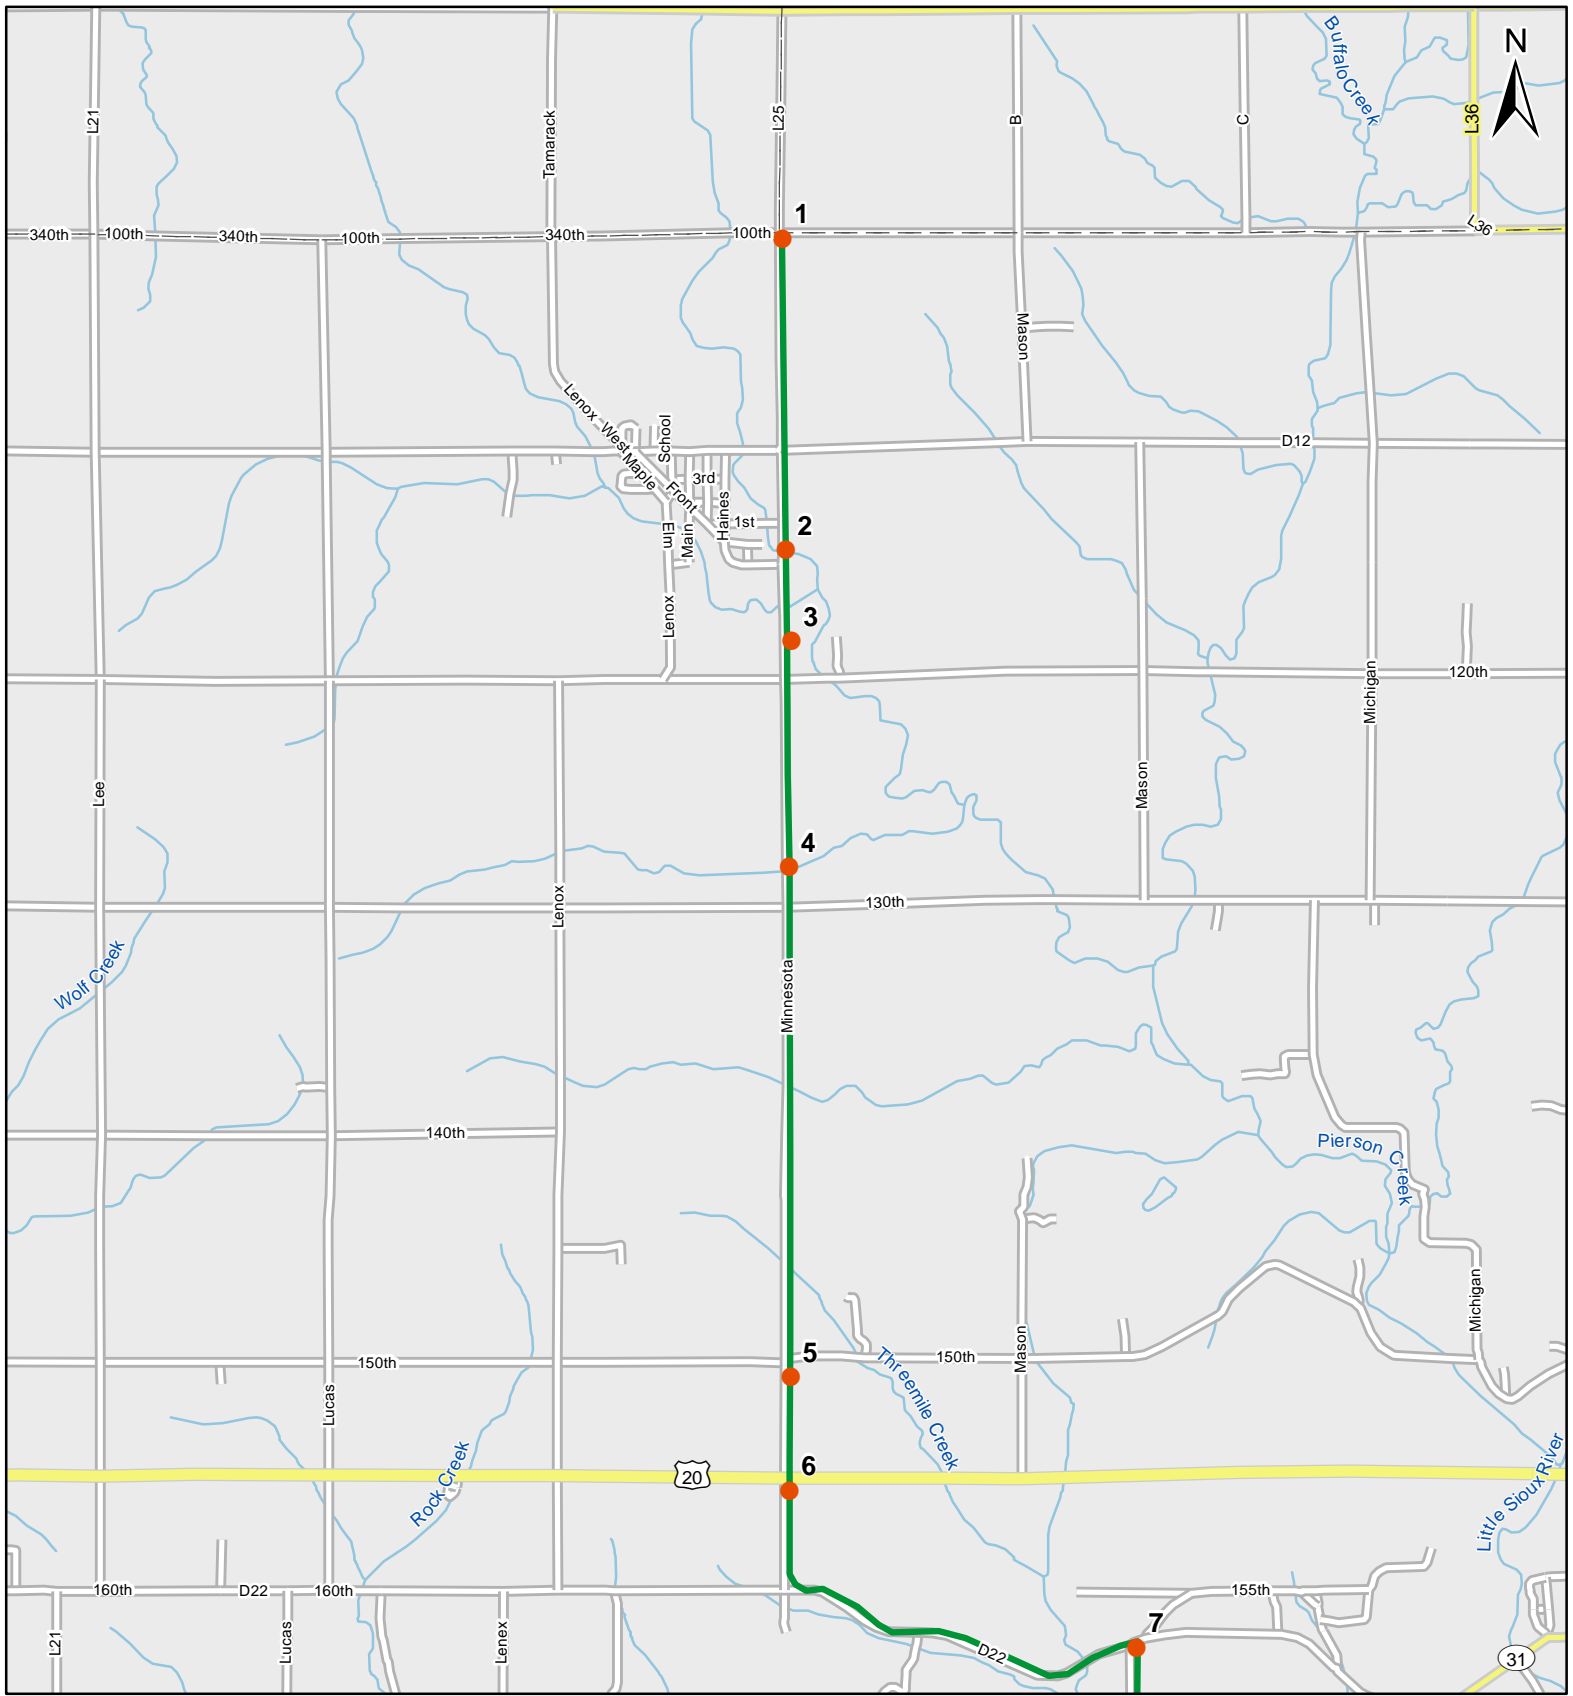 Buffalo Creek
N
L21
Tamarack
L25
B
C
L36
1
340th
100th
340th
100th
340th
100th
L36
Mason
Lenox
West
School
Maple
D12
3rd
Front
Haines
1st
2
Elm
Main
Lenox
3
120th
Michigan
Lee
Mason
4
Lenox
130th
Wolf Creek
Minnesota
140th
Pierson Creek
Michigan
5
150th
150th
Mason
Threemile Creek
Lucas
Rock Creek
20
6
Little Sioux River
160th
D22
160th
155th
7
L21
Lucas
Lenex
D22
31